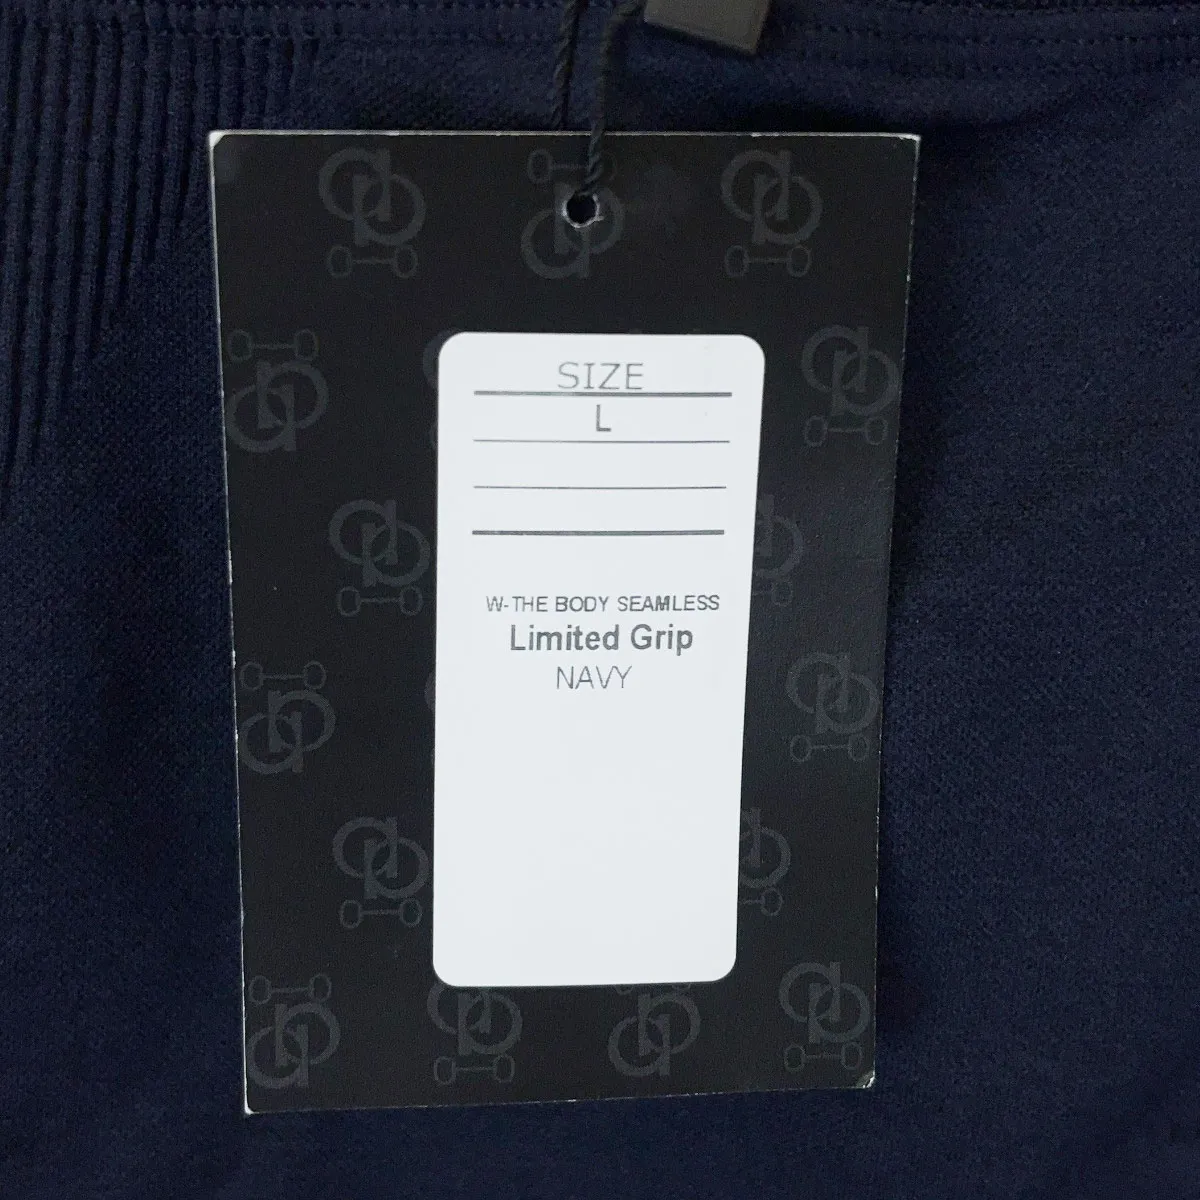 SIZE
L
W-THE BODY SEAMLESS
Limited Grip
NAVY